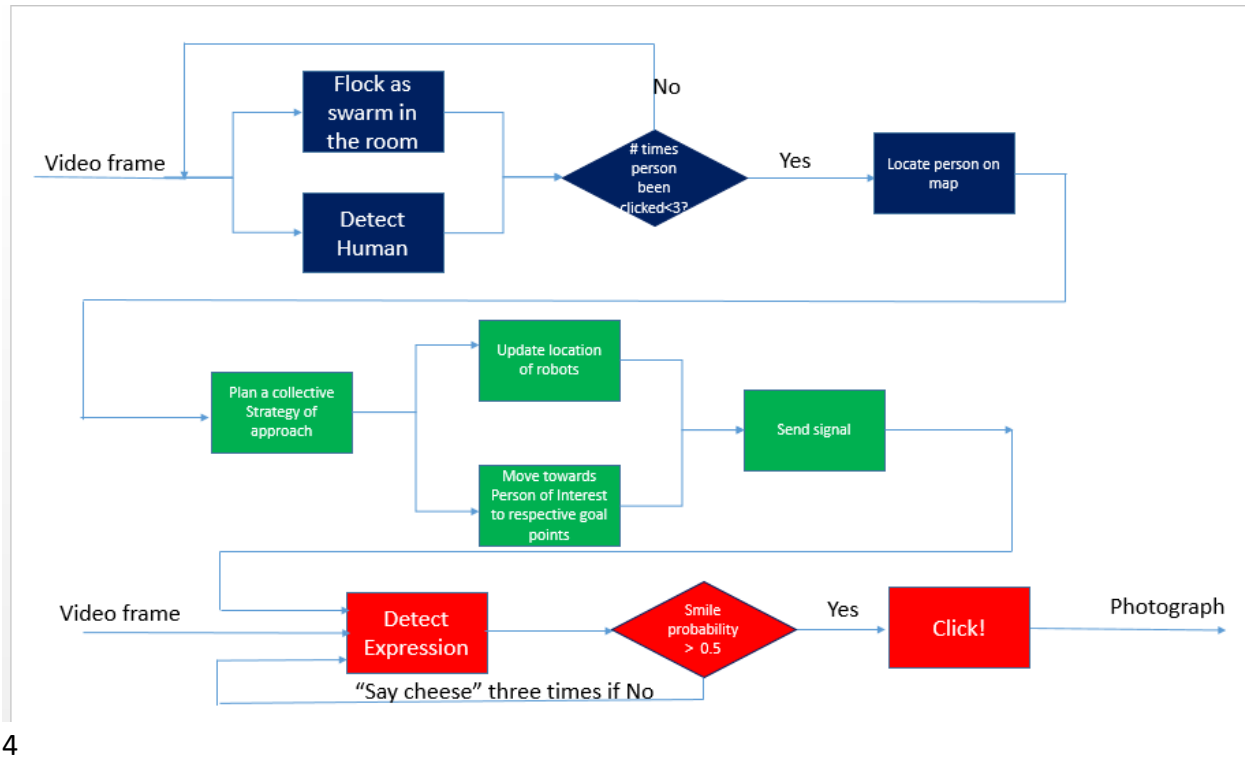 No
Flock as
swarm in
the room
Video frame
# times
person
been
clicked<3?
Yes
Locate person on
map
Detect
Human
Update location
of robots
Plan a collective
Strategy of
approach
Send signal
Move towards
Person of Interest
to respective goal
points
Video frame
Detect
Expression
Smile
probability
> 0.5
Yes
Click!
Photograph
“Say cheese” three times if No
4